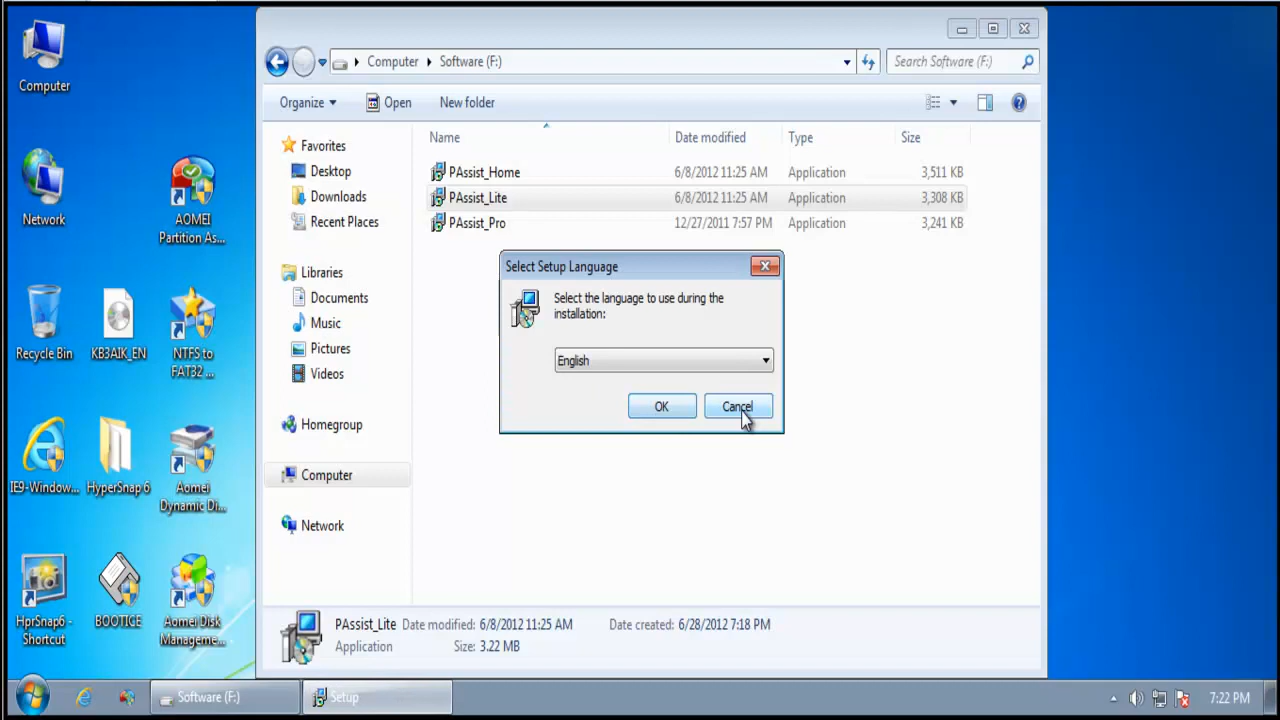 Computer
Network
AOMEI
Partition As...
Recycle Bin
KB3AIK_EN
NTFS to
FAT32 ...
IE9-Window...
HyperSnap 6
Aomei
Dynamic Di...
HprSnap6 -
Shortcut
BOOTICE
Aomei Disk
Manageme...
Computer
Software (F:)
Search Software (F:)
Organize
Open
New folder
Favorites
Desktop
Downloads
Recent Places
Libraries
Documents
Music
Pictures
Videos
Homegroup
Computer
Network
Name Date modified Type Size
PAssist_Home 6/8/2012 11:25 AM Application 3,511 KB
PAssist_Lite 6/8/2012 11:25 AM Application 3,308 KB
PAssist_Pro 12/27/2011 7:57 PM Application 3,241 KB
Select Setup Language
Select the language to use during the
installation:
English
OK
Cancel
PAssist_Lite Date modified: 6/8/2012 11:25 AM Date created: 6/28/2012 7:18 PM
Application Size: 3.22 MB
Software (F:)
Setup
7:22 PM